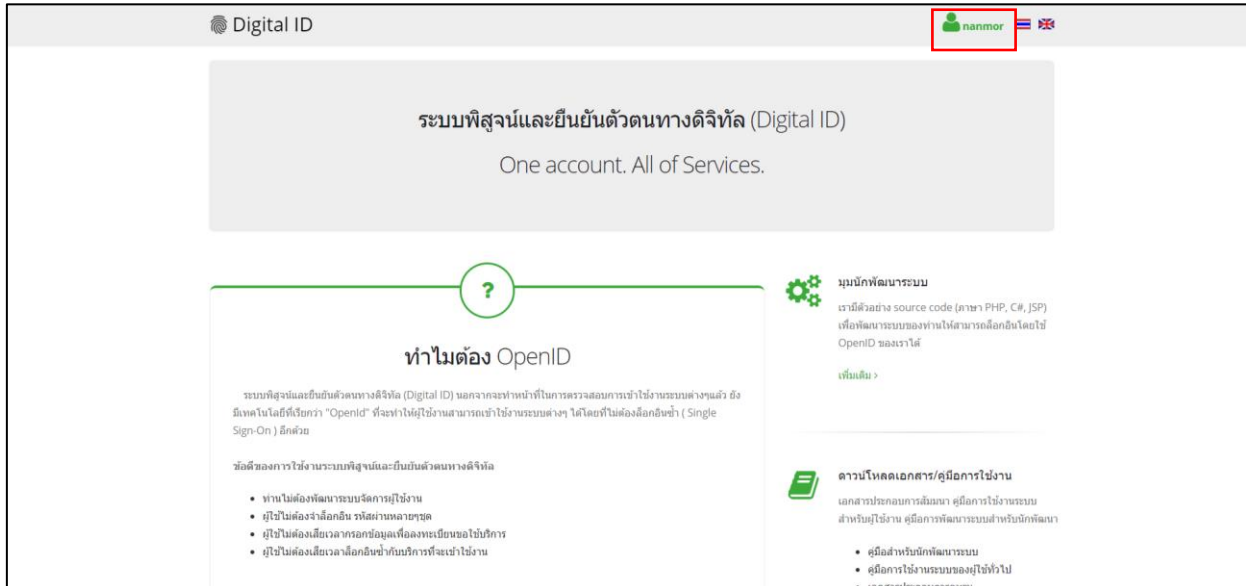 Digital ID
nanmor
ระบบพิสูจน์และยืนยันตัวตนทางดิจิทัล (Digital ID)
One account. All of Services.
?
ทำไมต้อง OpenID
ระบบพิสูจน์และยืนยันตัวตนทางดิจิทัล (Digital ID) นอกจากจะทำหน้าที่ในการตรวจสอบการเข้าใช้งานระบบต่างๆแล้ว ยัง
มีเทคโนโลยีที่เรียกว่า "OpenId" ที่จะทำให้ผู้ใช้งานสามารถเข้าใช้งานระบบต่างๆ ได้โดยที่ไม่ต้องล็อกอินซ้ำ ( Single
Sign-On ) อีกด้วย
ข้อดีของการใช้งานระบบพิสูจน์และยืนยันตัวตนทางดิจิทัล
• ท่านไม่ต้องพัฒนาระบบจัดการผู้ใช้งาน
• ผู้ใช้ไม่ต้องจำล็อกอิน รหัสผ่านหลายๆชุด
• ผู้ใช้ไม่ต้องเสียเวลากรอกข้อมูลเพื่อลงทะเบียนขอใช้บริการ
• ผู้ใช้ไม่ต้องเสียเวลาล็อกอินซ้ำกับบริการที่จะเข้าใช้งาน
มุมนักพัฒนาระบบ
เรามีตัวอย่าง source code (ภาษา PHP, C#, JSP)
เพื่อพัฒนาระบบของท่านให้สามารถล็อกอินโดยใช้
OpenID ของเราได้
เพิ่มเติม >
ดาวน์โหลดเอกสาร/คู่มือการใช้งาน
เอกสารประกอบการสัมมนา คู่มือการใช้งานระบบ
สำหรับผู้ใช้งาน คู่มือการพัฒนาระบบสำหรับนักพัฒนา
• คู่มือสำหรับนักพัฒนาระบบ
• คู่มือการใช้งานระบบของผู้ใช้ทั่วไป